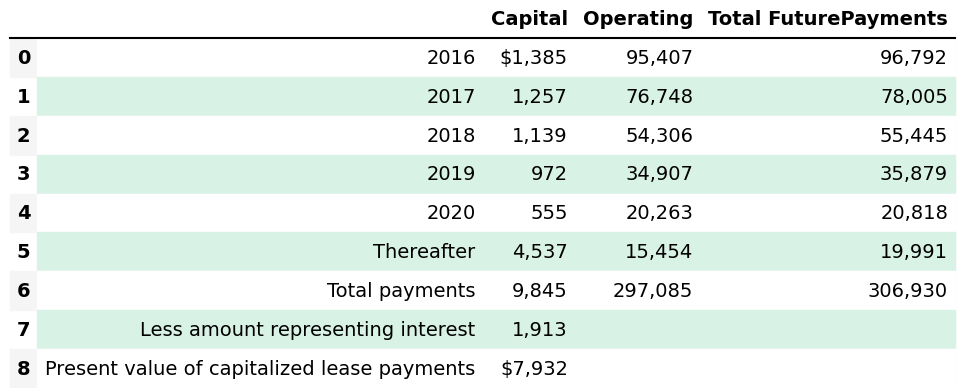 Capital Operating Total FuturePayments
0 2016 $1,385 95,407 96,792
1 2017 1,257 76,748 78,005
2 2018 1,139 54,306 55,445
3 2019 972 34,907 35,879
4 2020 555 20,263 20,818
5 Thereafter 4,537 15,454 19,991
6 Total payments 9,845 297,085 306,930
7 Less amount representing interest 1,913
8 Present value of capitalized lease payments $7,932